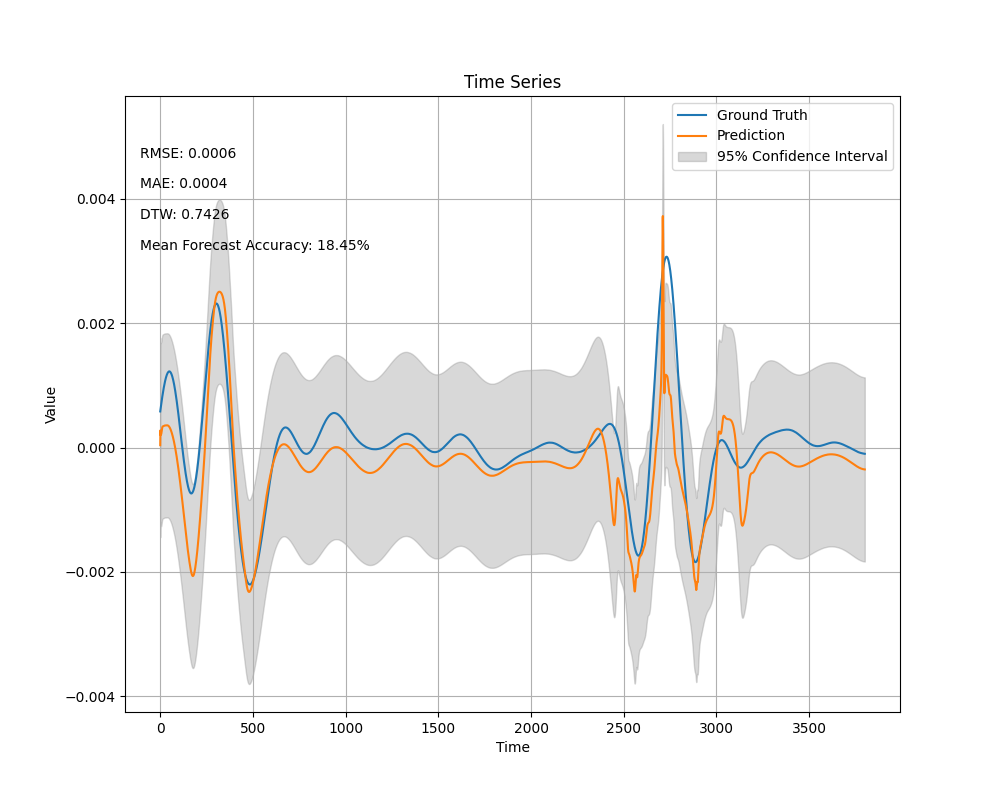 Time Series
Ground Truth
Prediction
95% Confidence Interval
RMSE: 0.0006
MAE: 0.0004
DTW: 0.7426
Mean Forecast Accuracy: 18.45%
0.004
0.002
0.000
−0.002
−0.004
Value
0 500 1000 1500 2000 2500 3000 3500
Time